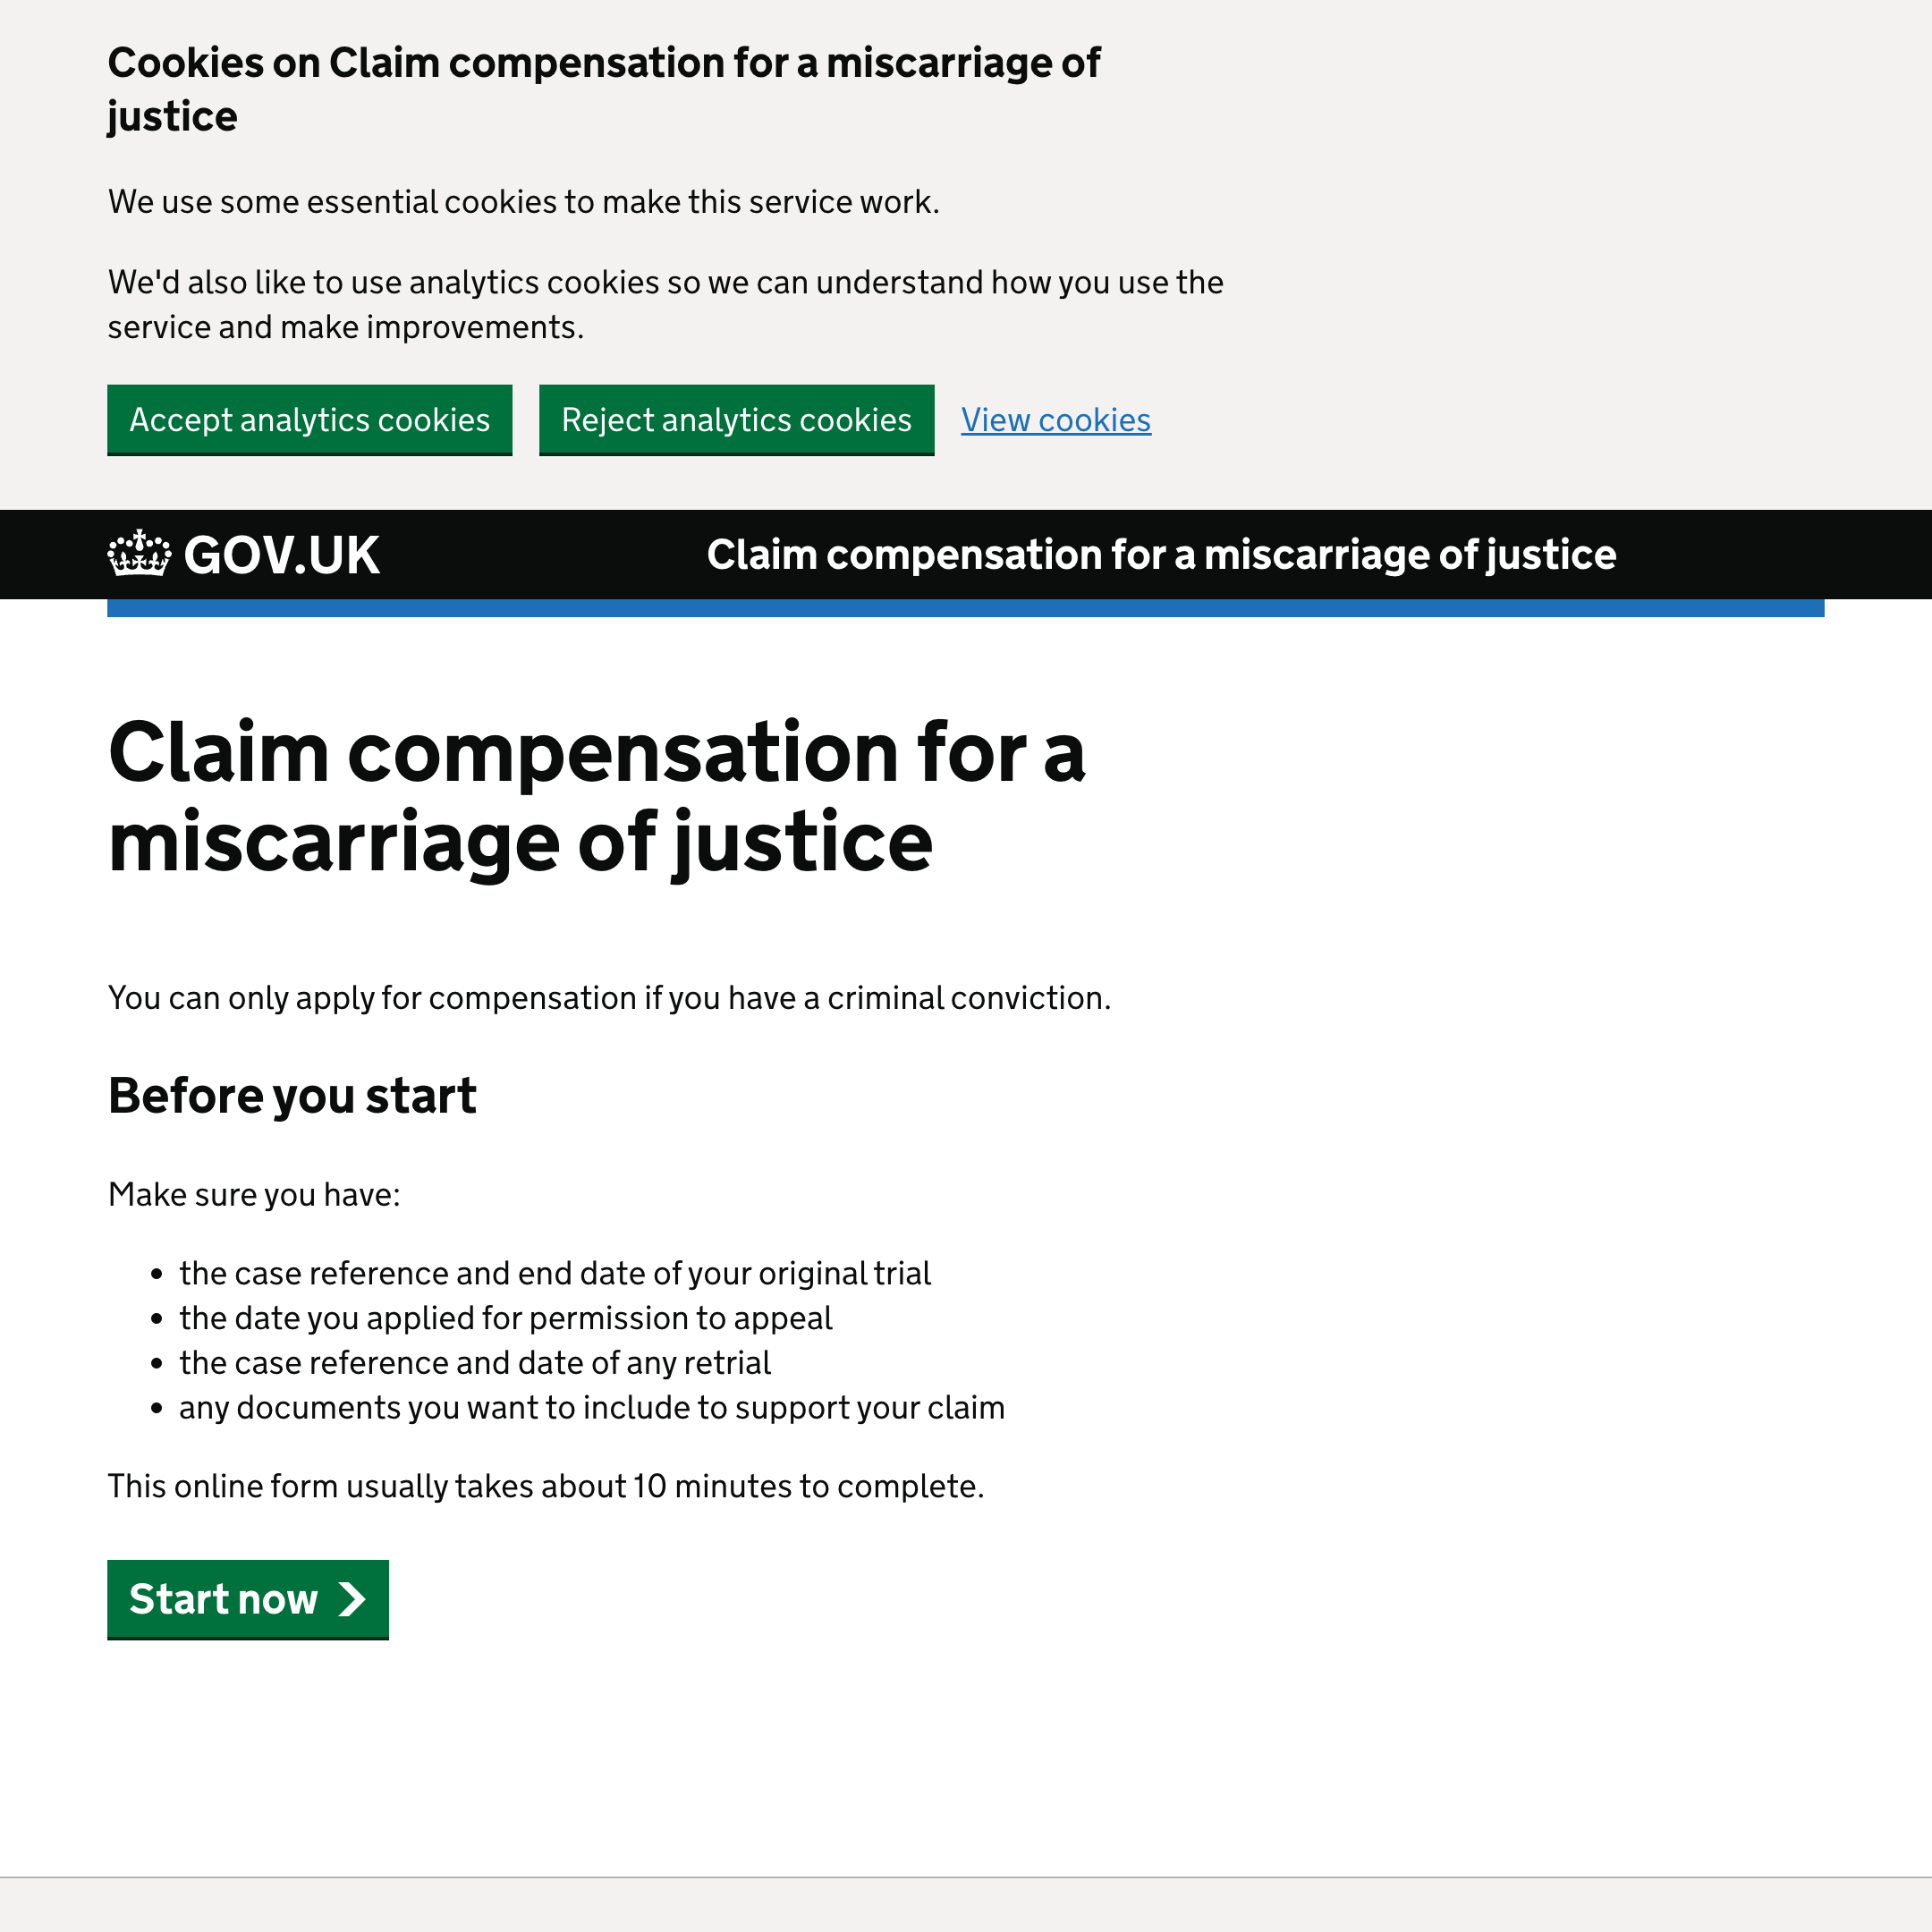 Cookies on Claim compensation for a miscarriage of
justice
We use some essential cookies to make this service work.
We'd also like to use analytics cookies so we can understand how you use the
service and make improvements.
Accept analytics cookies
Reject analytics cookies
View cookies
GOV.UK
Claim compensation for a miscarriage of justice
Claim compensation for a
miscarriage of justice
You can only apply for compensation if you have a criminal conviction.
Before you start
Make sure you have:
the case reference and end date of your original trial
the date you applied for permission to appeal
the case reference and date of any retrial
any documents you want to include to support your claim
This online form usually takes about 10 minutes to complete.
Start now